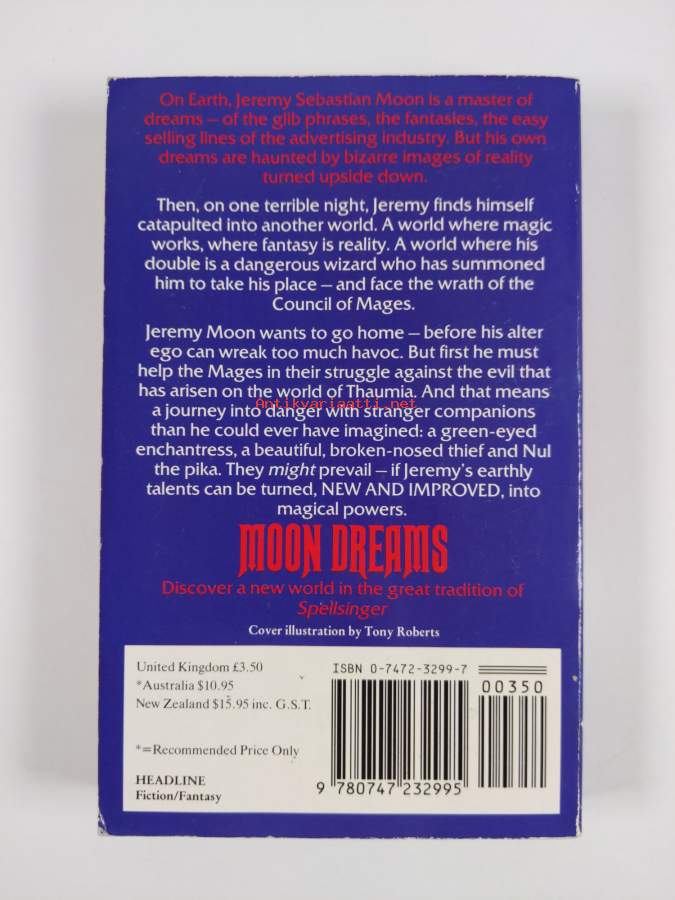 On Earth, Jeremy Sebastian Moon is a master of
dreams – of the glib phrases, the fantasies, the easy
selling lines of the advertising industry. But his own
dreams are haunted by bizarre images of reality
turned upside down.
Then, on one terrible night, Jeremy finds himself
catapulted into another world. A world where magic
works, where fantasy is reality. A world where his
double is a dangerous wizard who has summoned
him to take his place – and face the wrath of the
Council of Mages.
Jeremy Moon wants to go home – before his alter
ego can wreak too much havoc. But first he must
help the Mages in their struggle against the evil that
has arisen on the world of Thaumia. And that means
Antikvariaatti.net
a journey into danger with stranger companions
than he could ever have imagined: a green-eyed
enchantress, a beautiful, broken-nosed thief and Nul
the pika. They might prevail – if Jeremy's earthly
talents can be turned, NEW AND IMPROVED, into
magical powers.
MOON DREAMS
Discover a new world in the great tradition of
Spellsinger
Cover illustration by Tony Roberts
United Kingdom £3.50
*Australia $10.95
New Zealand $15.95 inc. G.S.T.
*=Recommended Price Only
HEADLINE
Fiction/Fantasy
ISBN 0-7472-3299-7
00350
9 780747 232995